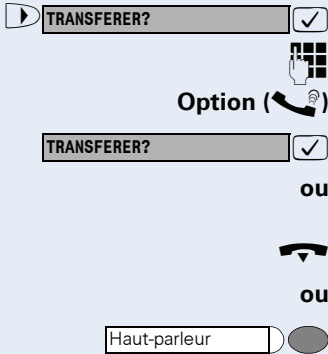 TRANSFERER?
Option ( )
TRANSFERER?
ou
ou
Haut-parleur